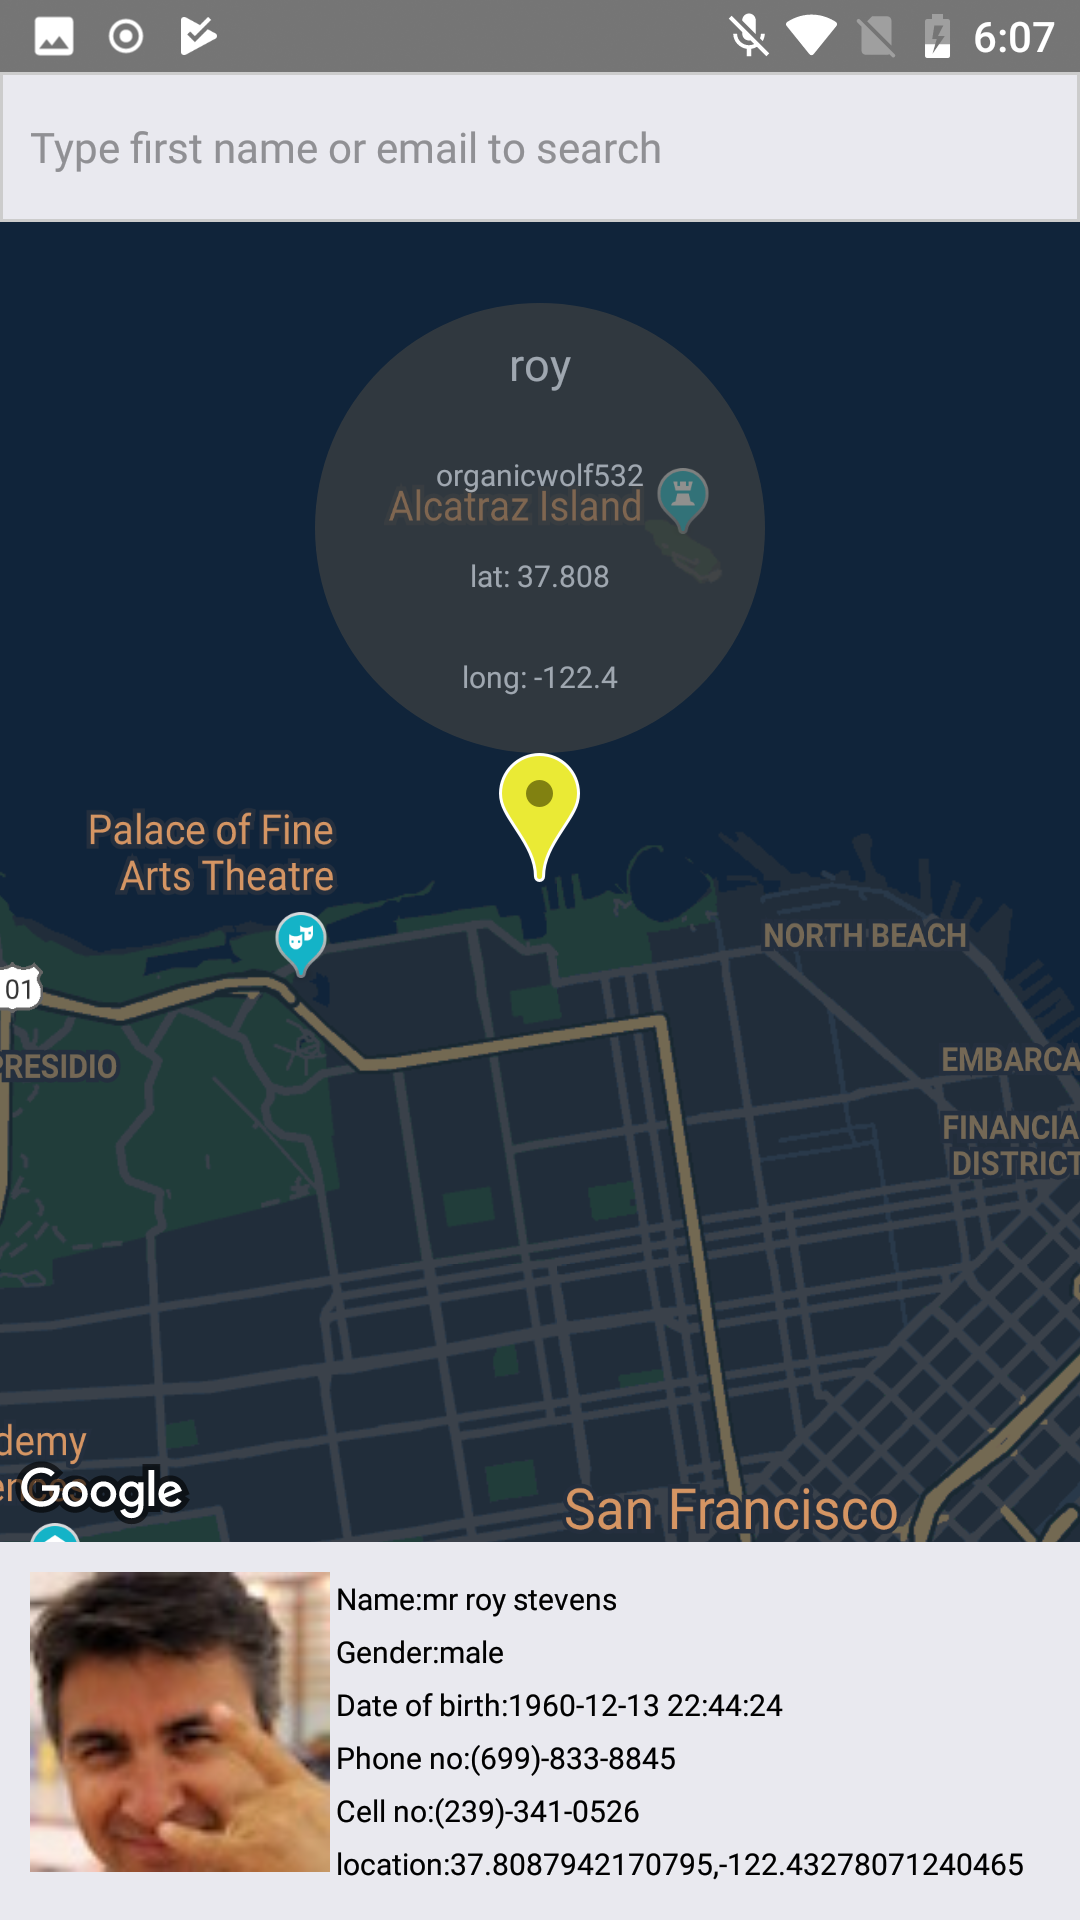 6:07
Type first name or email to search
roy
organicwolf532
Alcatraz Island
lat: 37.808
long: -122.4
Palace of Fine
Arts Theatre
NORTH BEACH
01
PRESIDIO
EMBARCA
FINANCIA
DISTRICT
demy
Google
San Francisco
Name:mr roy stevens
Gender:male
Date of birth:1960-12-13 22:44:24
Phone no:(699)-833-8845
Cell no:(239)-341-0526
location:37.8087942170795,-122.43278071240465